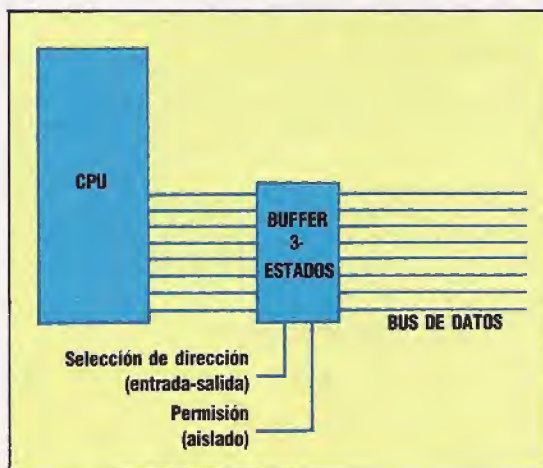 CPU
BUFFER
3-
ESTADOS
BUS DE DATOS
Selección de dirección
(entrada-salida)
Permisión
(aislado)